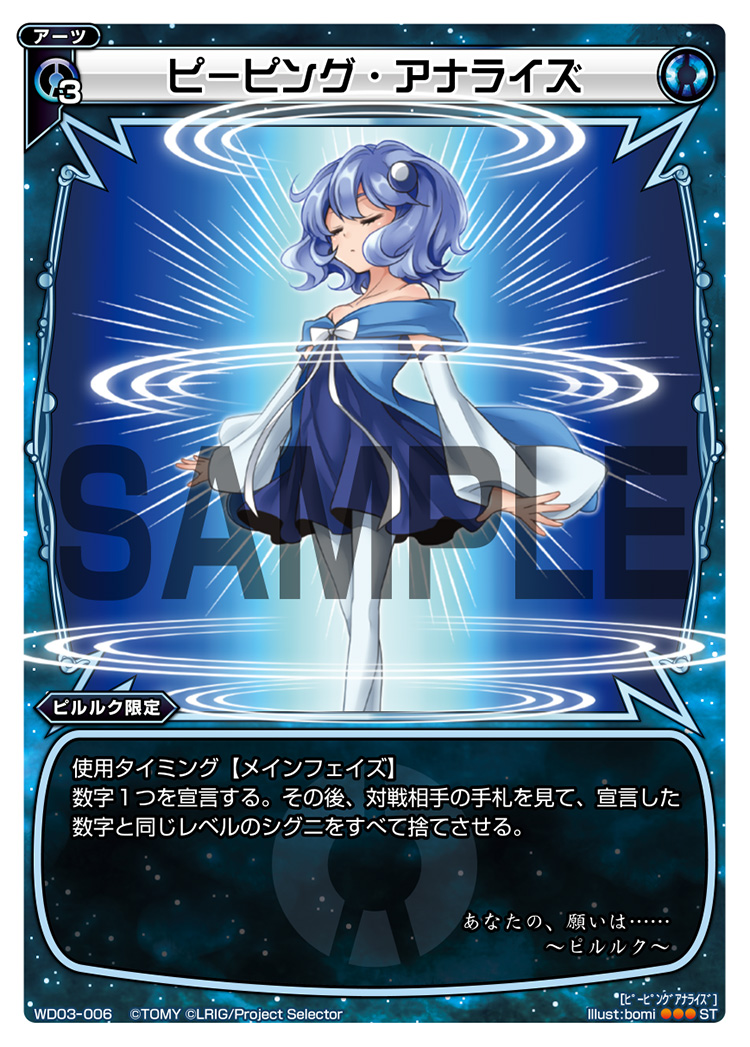 アーツ
3
ピーピング・アナライズ
SAMPLE
ピルルク限定
使用タイミング【メインフェイズ】
数字１つを宣言する。その後、対戦相手の手札を見て、宣言した
数字と同じレベルのシグニをすべて捨てさせる。
あなたの、願いは……
～ピルルク～
[ﾋﾟｰﾋﾟﾝｸﾞｱﾅﾗｲｽﾞ]
WD03-006 ©TOMY ©LRIG/Project Selector
Illust:bomi ST